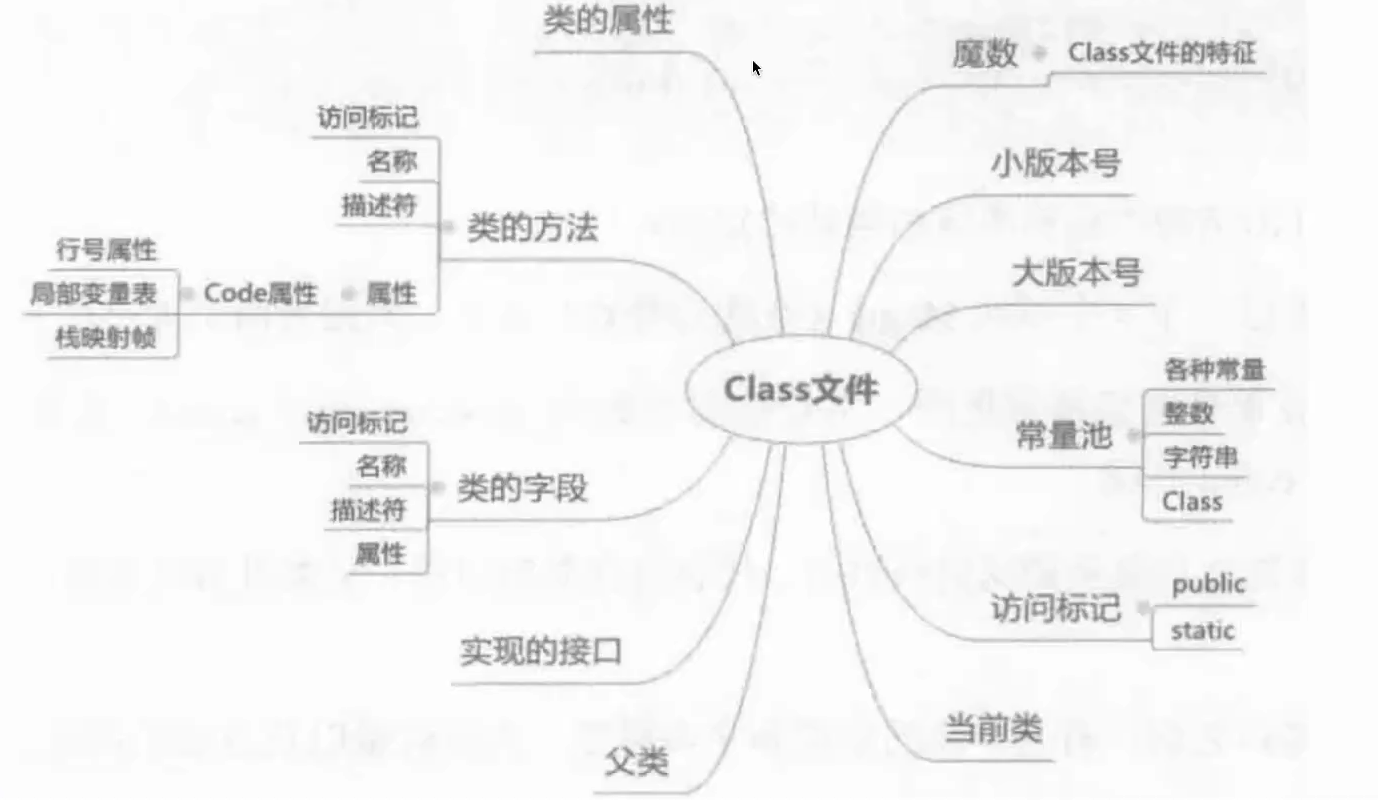 类的属性
魔数
Class文件的特征
小版本号
大版本号
常量池
各种常量
整数
字符串
Class
访问标记
public
static
当前类
Class文件
类的方法
访问标记
名称
描述符
属性
Code属性
行号属性
局部变量表
栈映射帧
类的字段
访问标记
名称
描述符
属性
实现的接口
父类